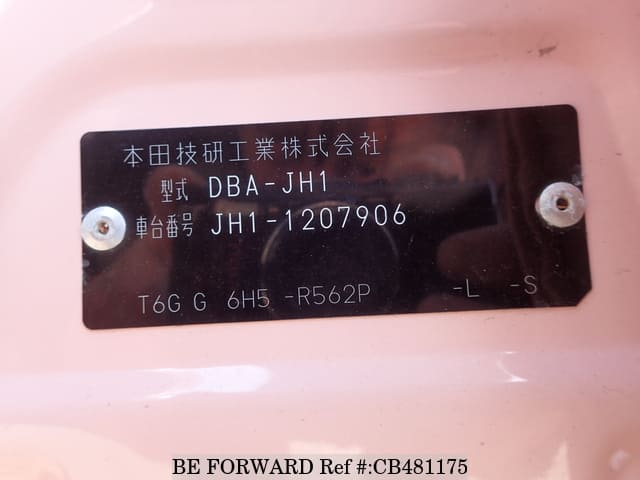 本田技研工業株式会社
型式 DBA-JH1
車台番号 JH1-1207906
T6G G 6H5 -R562P -L -S
BE FORWARD Ref #:CB481175